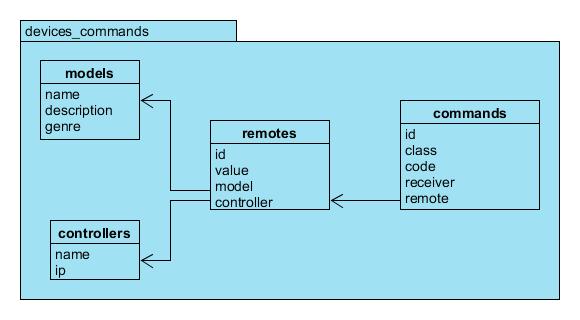 devices_commands
models
name
description
genre
remotes
id
value
model
controller
commands
id
class
code
receiver
remote
controllers
name
ip